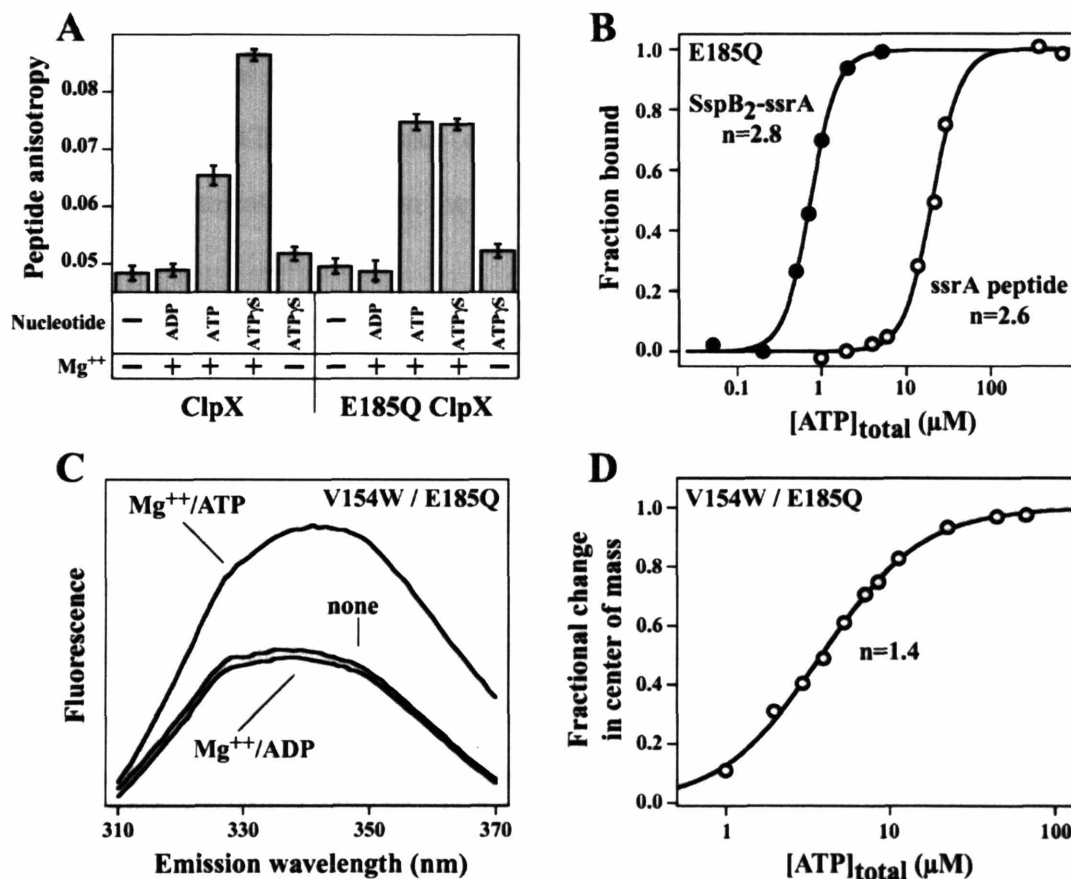 A
Peptide anisotropy
0.08
0.07
0.06
0.05
Nucleotide
— ADP ATP ATPγS ATPγS — ADP ATP ATPγS ATPγS
Mg++
— + + + — — + + + —
ClpX
E185Q ClpX
B
E185Q
SspB2-ssrA
n=2.8
ssrA peptide
n=2.6
Fraction bound
1.0
0.8
0.6
0.4
0.2
0.0
0.1 1 10 100
[ATP]total (μM)
C
V154W / E185Q
Mg++/ATP
none
Mg++/ADP
Fluorescence
310 330 350 370
Emission wavelength (nm)
D
V154W / E185Q
n=1.4
Fractional change
in center of mass
1.0
0.8
0.6
0.4
0.2
0.0
1 10 100
[ATP]total (μM)